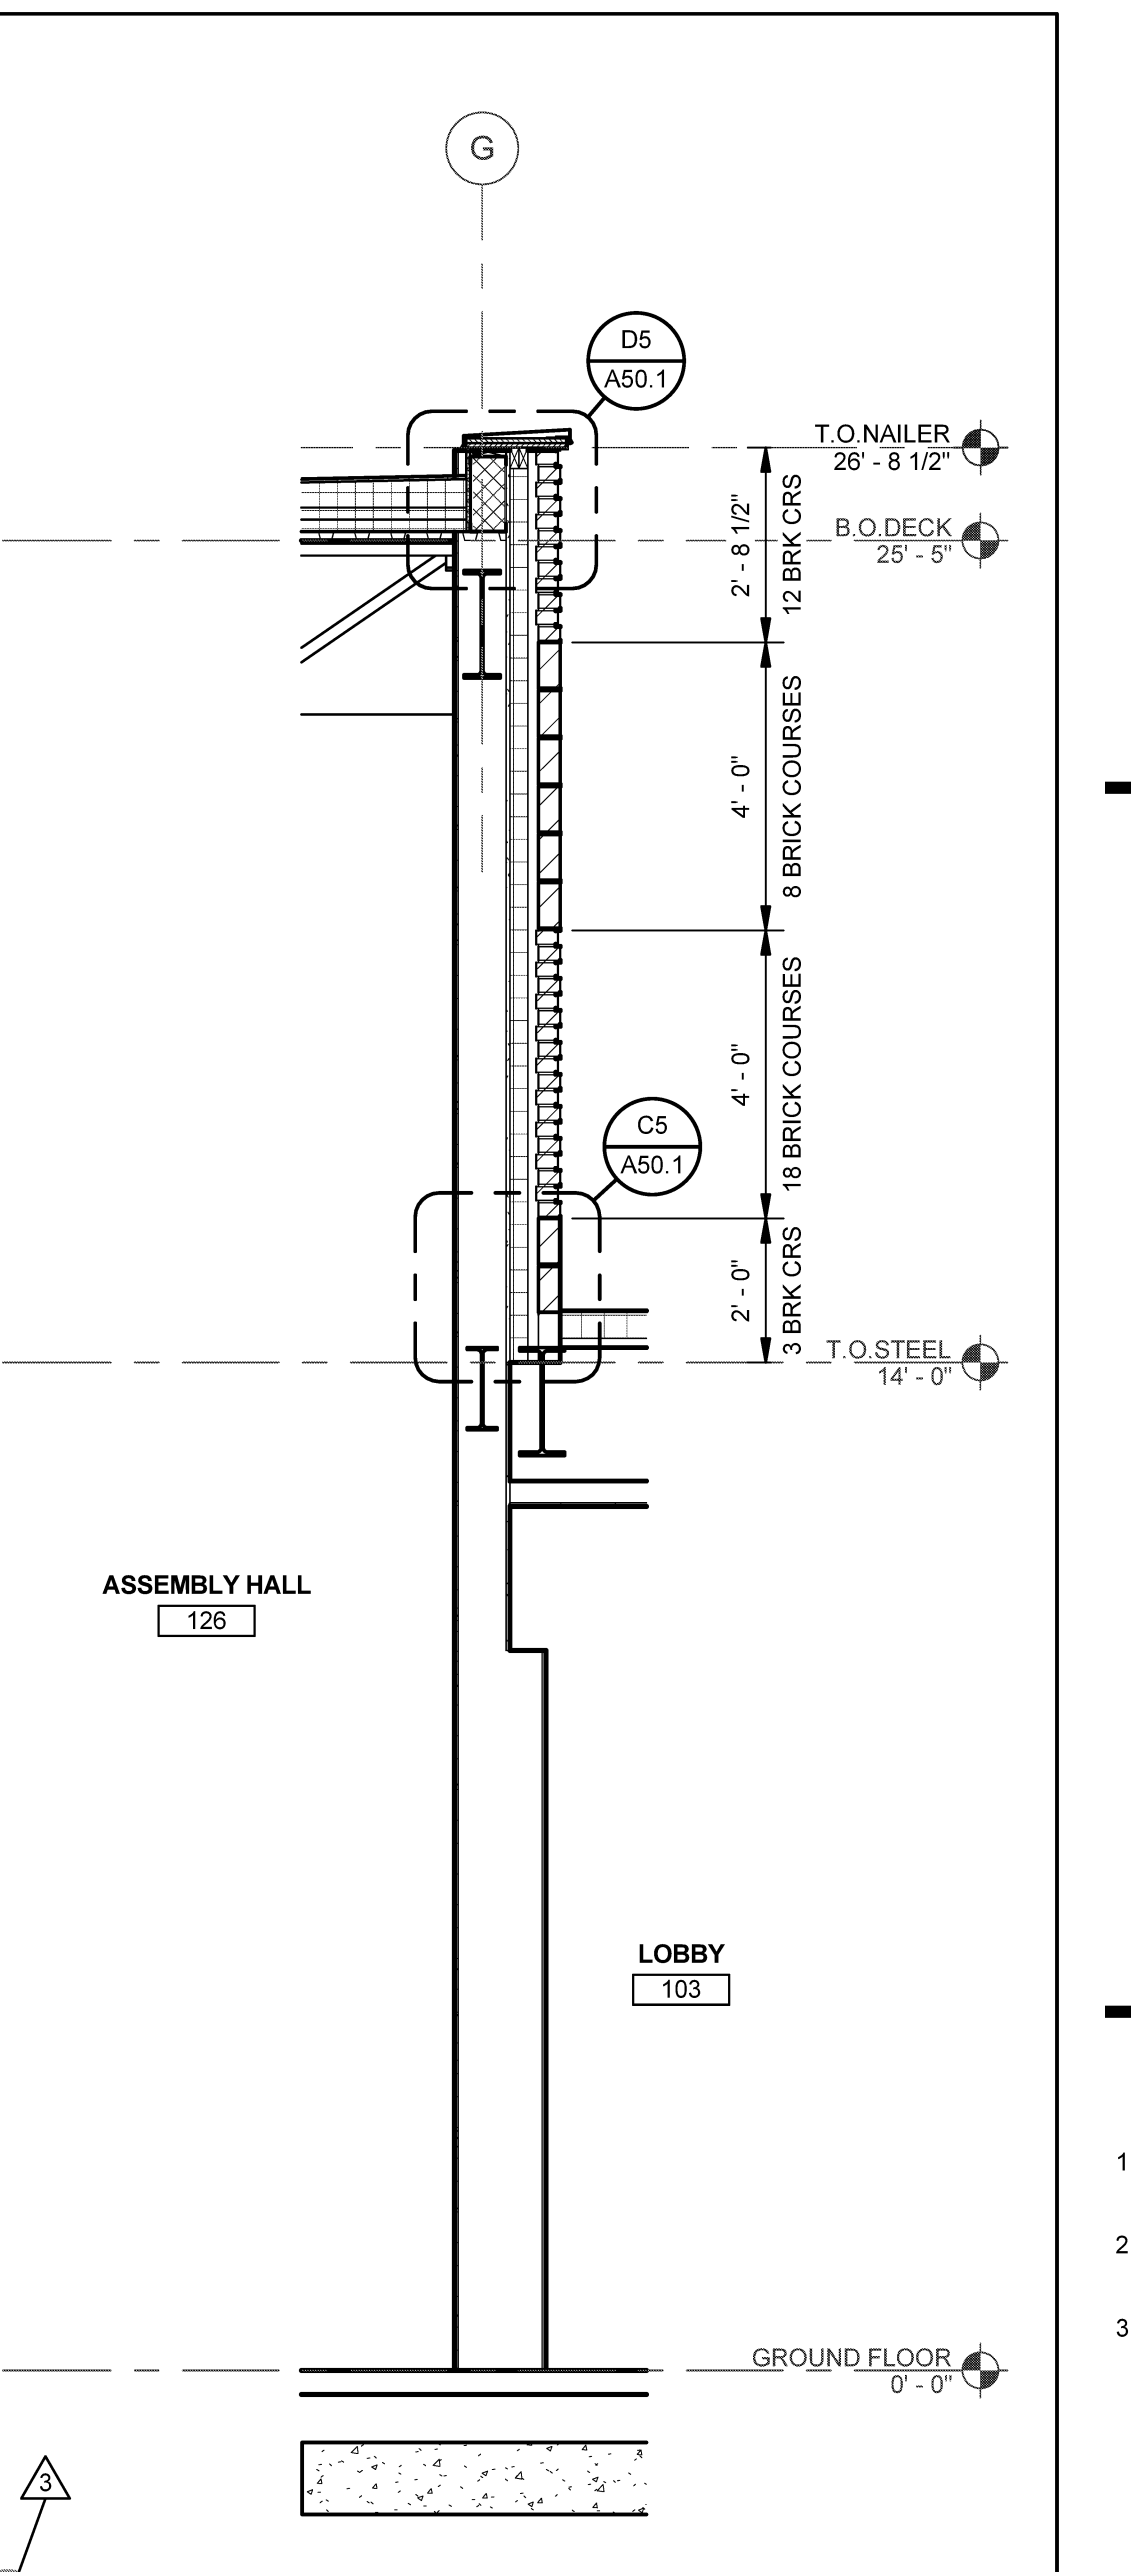 G
D5
A50.1
T.O.NAILER
26' - 8 1/2"
B.O.DECK
25' - 5"
2' - 8 1/2"
12 BRK CRS
4' - 0"
8 BRICK COURSES
4' - 0"
18 BRICK COURSES
C5
A50.1
2' - 0"
3 BRK CRS
T.O.STEEL
14' - 0"
ASSEMBLY HALL
126
LOBBY
103
1
2
3
GROUND FLOOR
0' - 0"
3